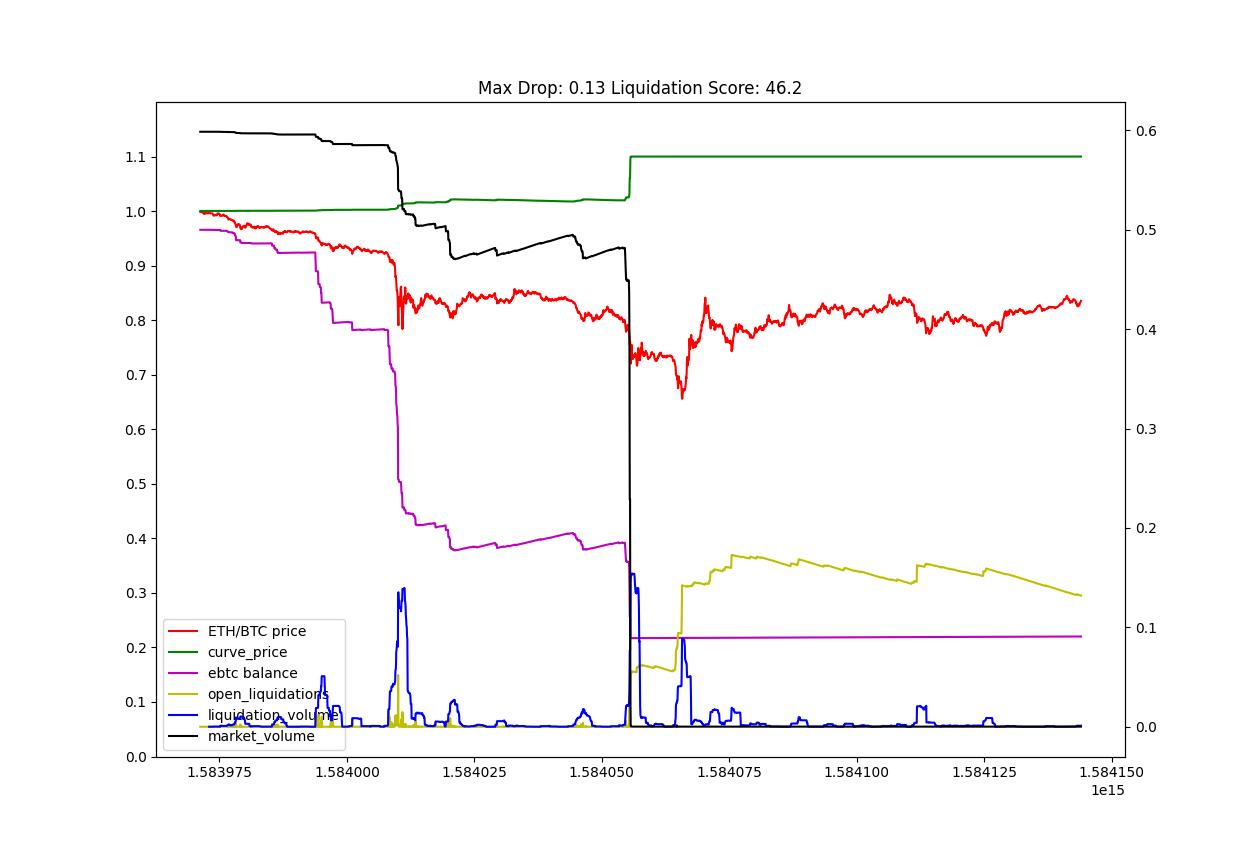 Max Drop: 0.13 Liquidation Score: 46.2
1.1
1.0
0.9
0.8
0.7
0.6
0.5
0.4
0.3
0.2
0.1
0.0
0.6
0.5
0.4
0.3
0.2
0.1
0.0
ETH/BTC price
curve_price
ebtc balance
open_liquidations
liquidation_volume
market_volume
1.583975 1.584000 1.584025 1.584050 1.584075 1.584100 1.584125 1.584150
1e15